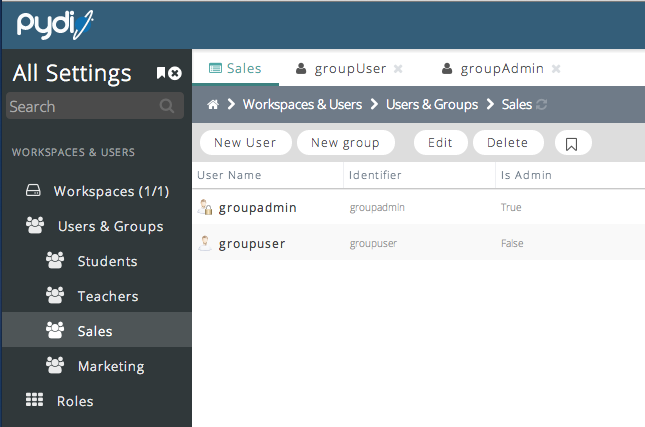 pydio
All Settings
Search
WORKSPACES & USERS
Workspaces (1/1)
Users & Groups
Students
Teachers
Sales
Marketing
Roles
Sales groupUser groupAdmin
Workspaces & Users Users & Groups Sales
New User New group Edit Delete
User Name Identifier Is Admin
groupadmin groupadmin True
groupuser groupuser False